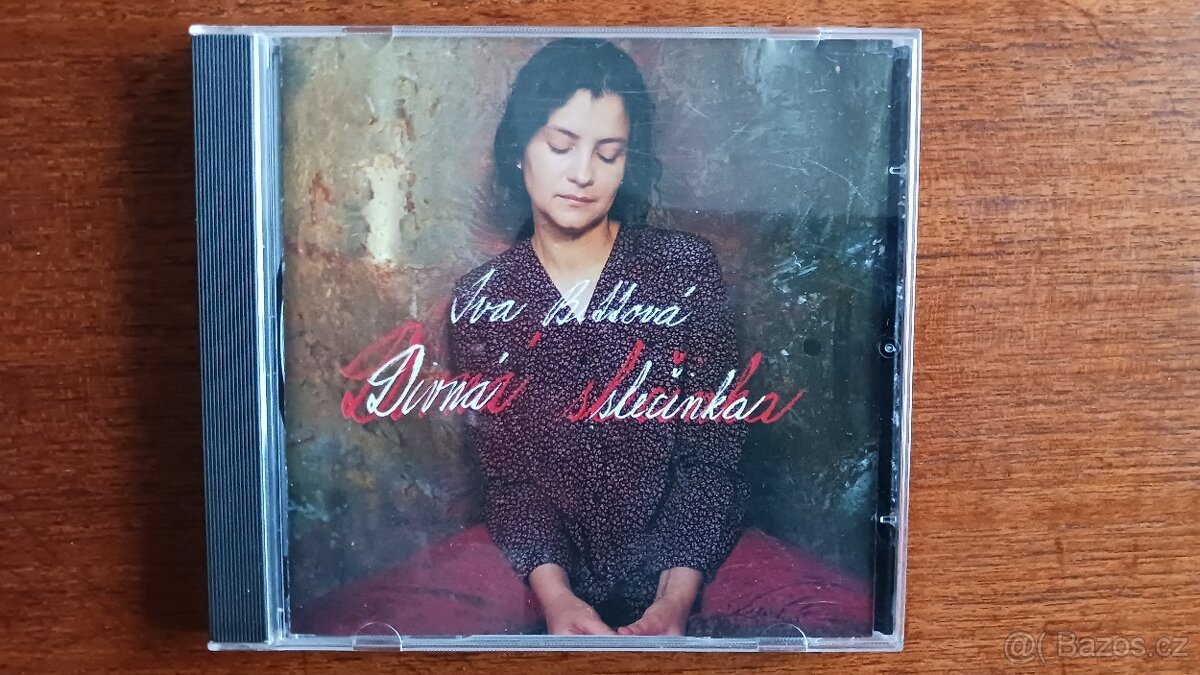 Iva Bittová
Divná slečinka
@( Bazos.cz